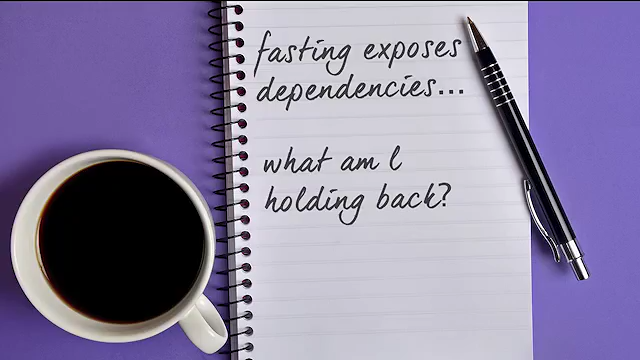 fasting exposes
dependencies...
what am I
holding back?